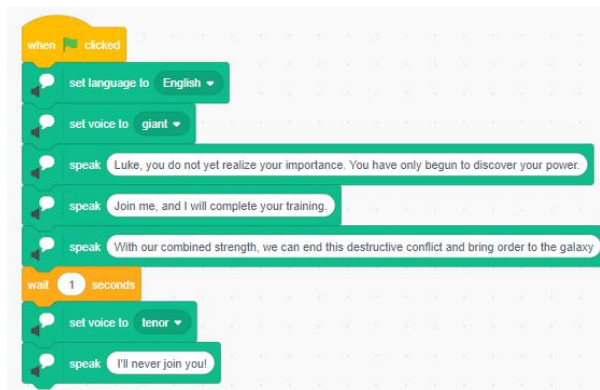 when clicked
set language to English
set voice to giant
speak Luke, you do not yet realize your importance. You have only begun to discover your power.
speak Join me, and I will complete your training.
speak With our combined strength, we can end this destructive conflict and bring order to the galaxy
wait 1 seconds
set voice to tenor
speak I'll never join you!